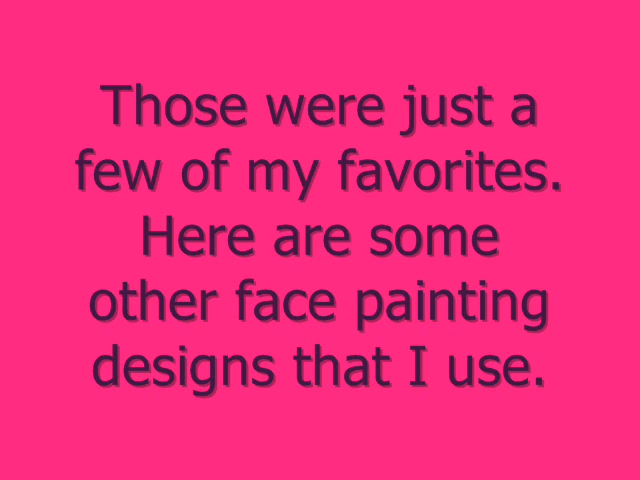 Those were just a
few of my favorites.
Here are some
other face painting
designs that I use.